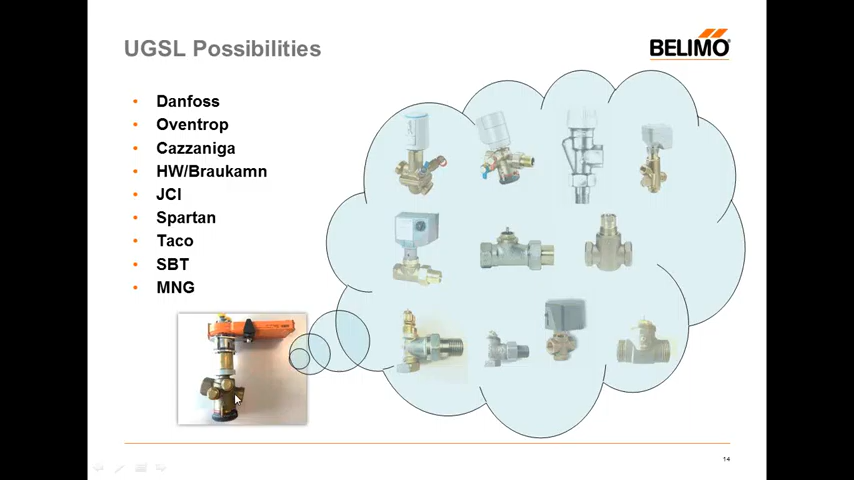 UGSL Possibilities
BELIMO
• Danfoss
• Oventrop
• Cazzaniga
• HW/Braukamn
• JCI
• Spartan
• Taco
• SBT
• MNG
14